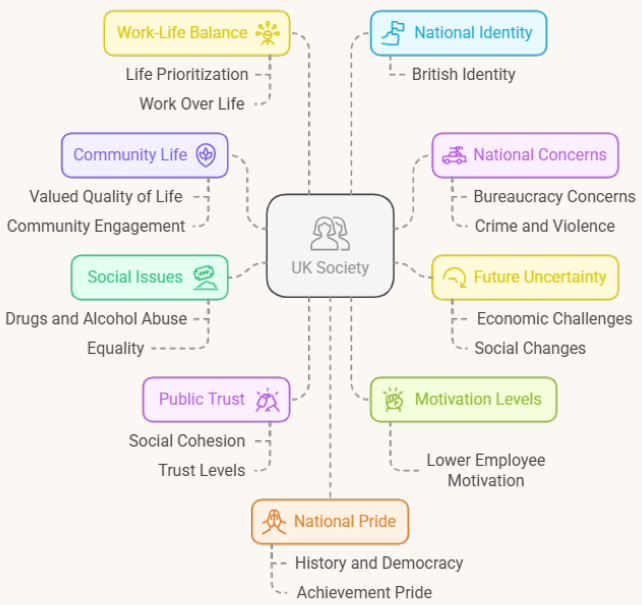 Work-Life Balance
Life Prioritization
Work Over Life
National Identity
British Identity
Community Life
Valued Quality of Life
Community Engagement
National Concerns
Bureaucracy Concerns
Crime and Violence
UK Society
Social Issues
Drugs and Alcohol Abuse
Equality
Future Uncertainty
Economic Challenges
Social Changes
Public Trust
Social Cohesion
Trust Levels
Motivation Levels
Lower Employee
Motivation
National Pride
History and Democracy
Achievement Pride